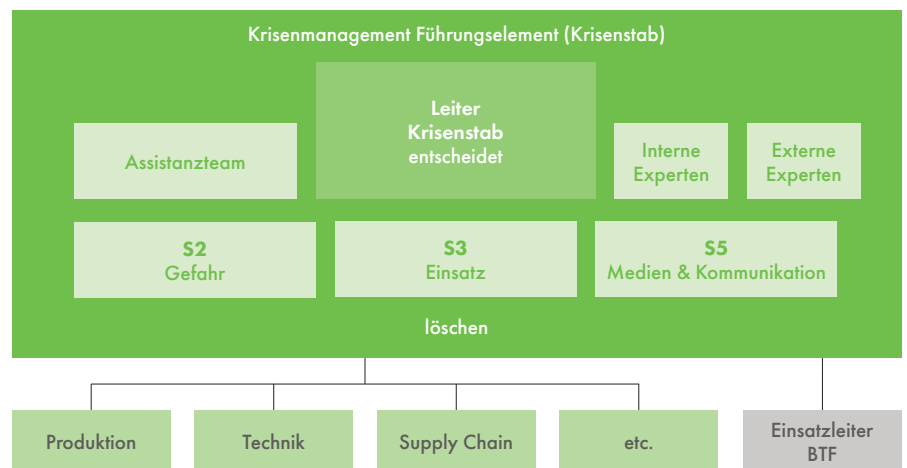 Krisenmanagement Führungselement (Krisenstab)
Leiter
Krisenstab
entscheidet
Assistanzteam
Interne
Experten
Externe
Experten
S2
Gefahr
S3
Einsatz
S5
Medien & Kommunikation
löschen
Produktion
Technik
Supply Chain
etc.
Einsatzleiter
BTF